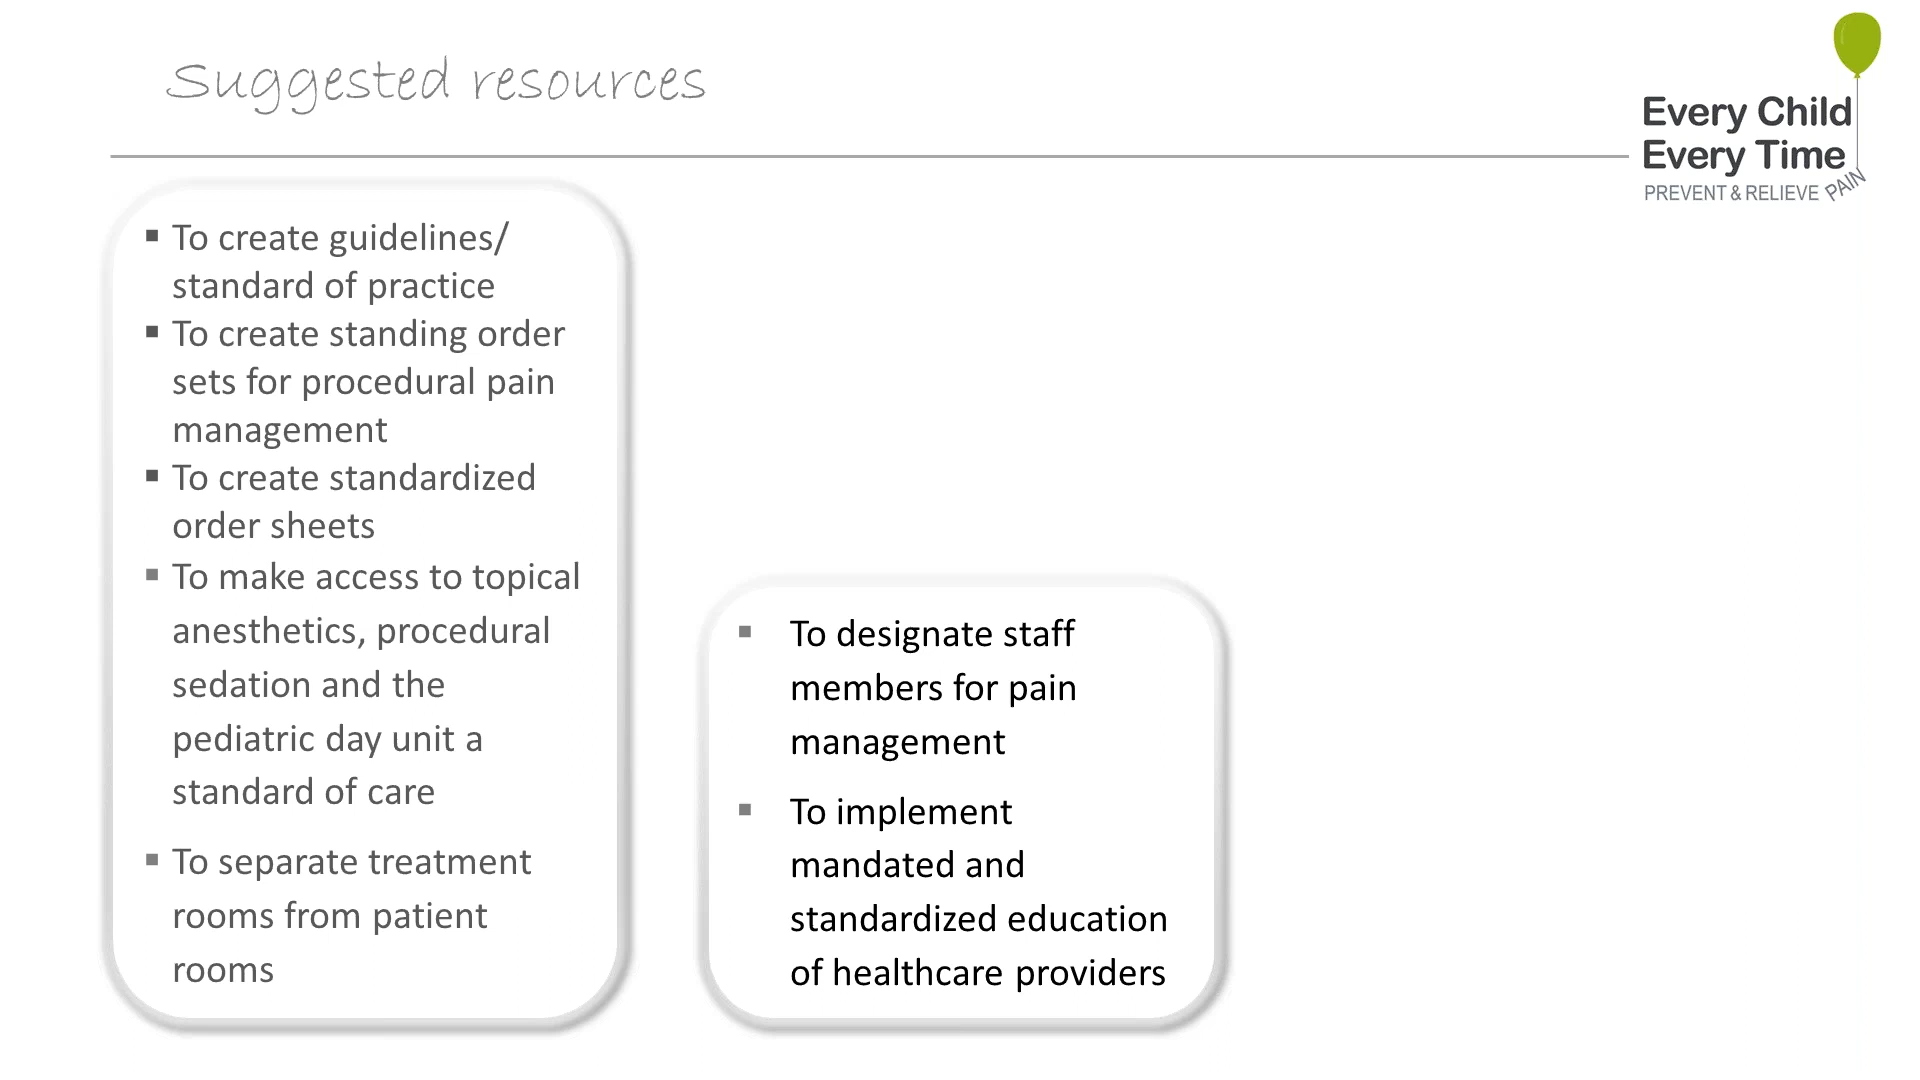 Suggested resources
Every Child
Every Time
PREVENT & RELIEVE PAIN
▪ To create guidelines/
standard of practice
▪ To create standing order
sets for procedural pain
management
▪ To create standardized
order sheets
▪ To make access to topical
anesthetics, procedural
sedation and the
pediatric day unit a
standard of care
▪ To separate treatment
rooms from patient
rooms
▪ To designate staff
members for pain
management
▪ To implement
mandated and
standardized education
of healthcare providers